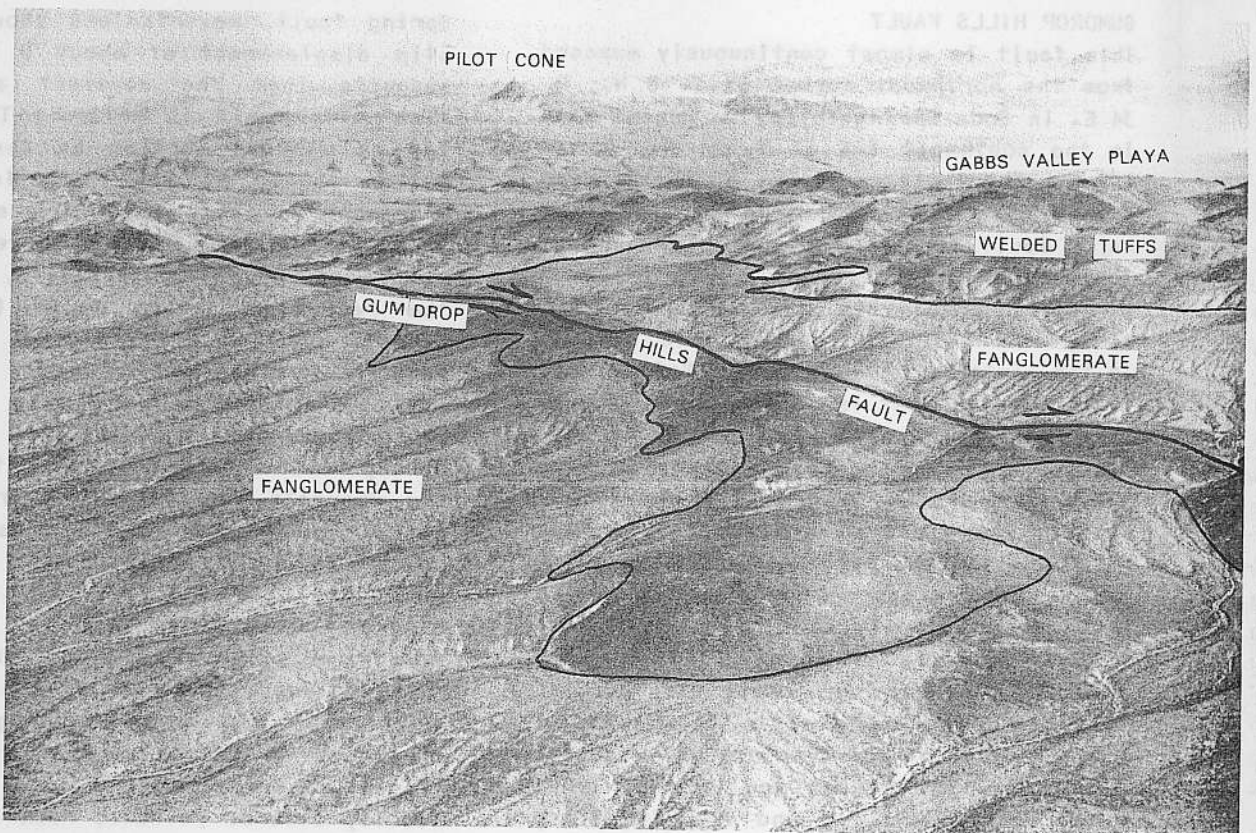 PILOT CONE
GABBS VALLEY PLAYA
WELDED TUFFS
GUM DROP
HILLS
FAULT
FANGLOMERATE
FANGLOMERATE